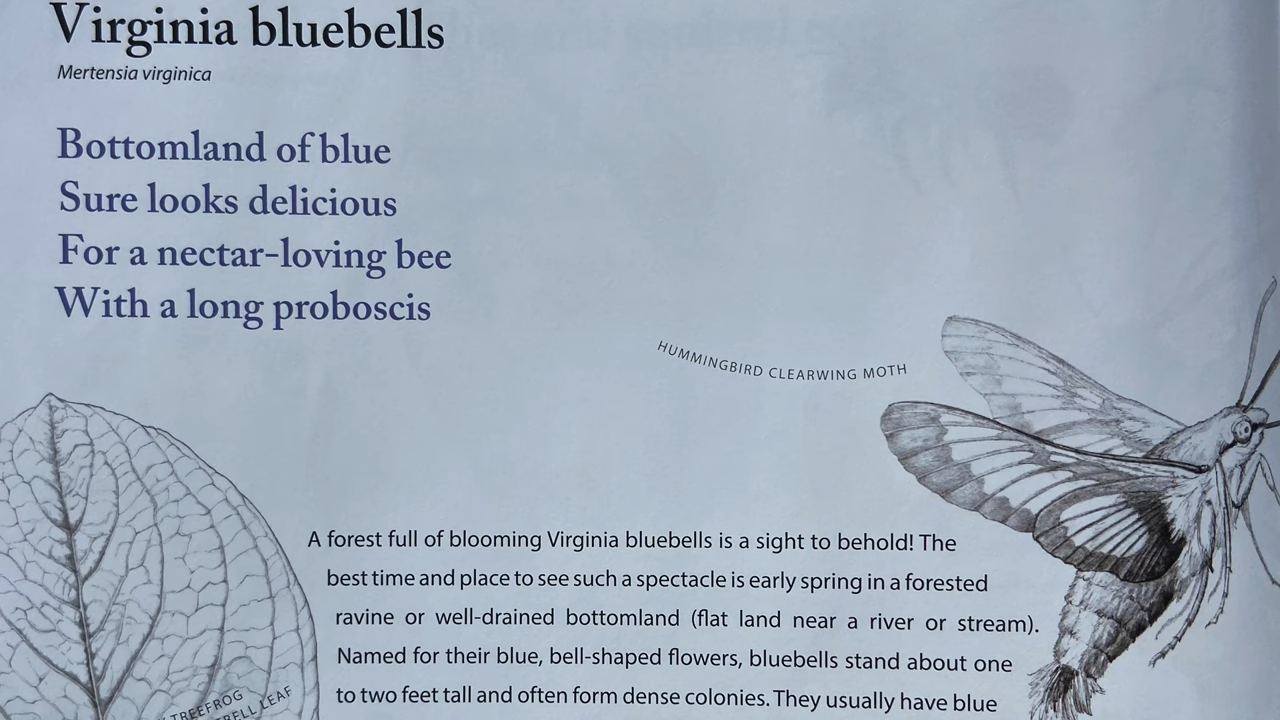 Virginia bluebells
Mertensia virginica
Bottomland of blue
Sure looks delicious
For a nectar-loving bee
With a long proboscis
HUMMINGBIRD CLEARWING MOTH
A forest full of blooming Virginia bluebells is a sight to behold! The
best time and place to see such a spectacle is early spring in a forested
ravine or well-drained bottomland (flat land near a river or stream).
Named for their blue, bell-shaped flowers, bluebells stand about one
to two feet tall and often form dense colonies. They usually have blue
TREEFROG
LEAF